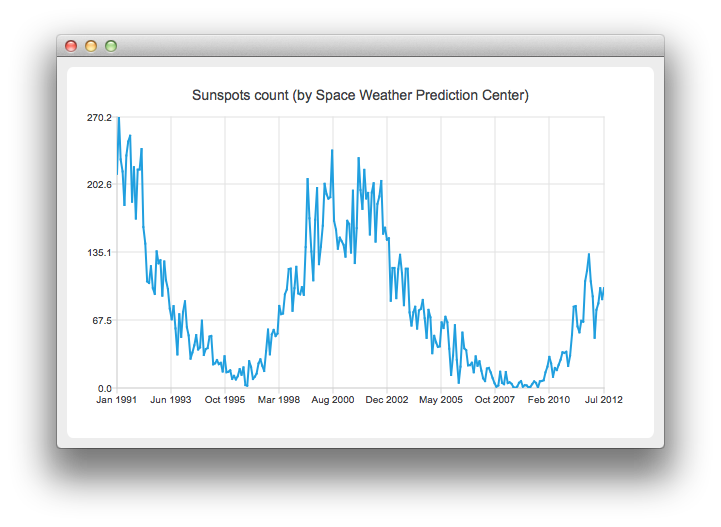 Sunspots count (by Space Weather Prediction Center)
270.2
202.6
135.1
67.5
0.0
Jan 1991 Jun 1993 Oct 1995 Mar 1998 Aug 2000 Dec 2002 May 2005 Oct 2007 Feb 2010 Jul 2012